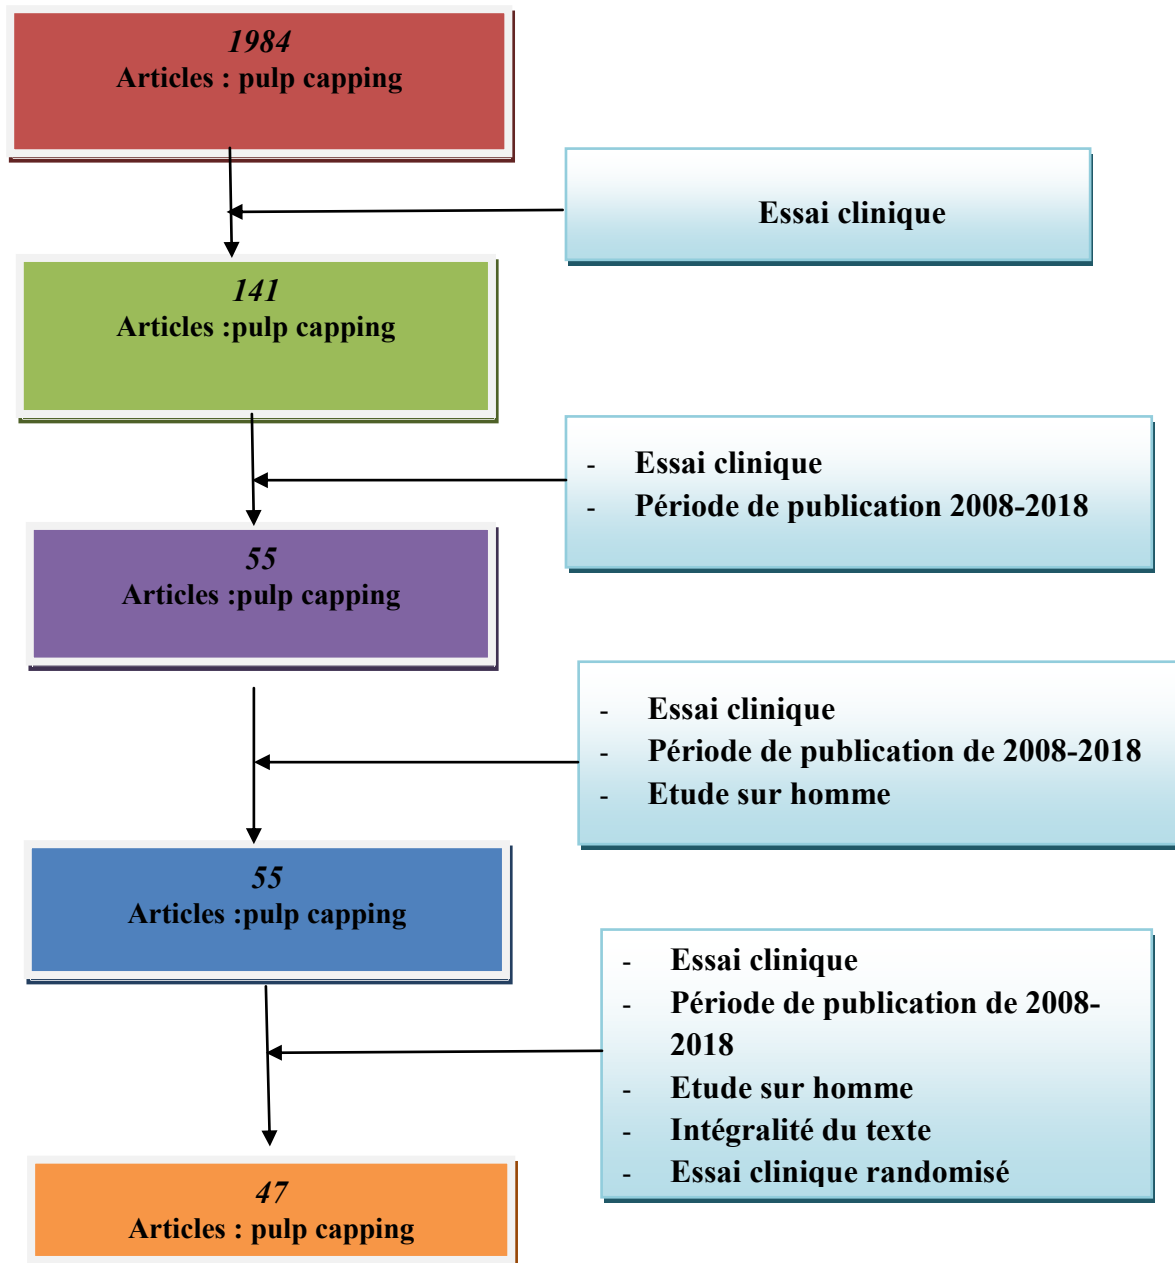 1984
Articles : pulp capping
Essai clinique
141
Articles :pulp capping
- Essai clinique
- Période de publication 2008-2018
55
Articles :pulp capping
- Essai clinique
- Période de publication de 2008-2018
- Etude sur homme
55
Articles :pulp capping
- Essai clinique
- Période de publication de 2008-
2018
- Etude sur homme
- Intégralité du texte
- Essai clinique randomisé
47
Articles : pulp capping